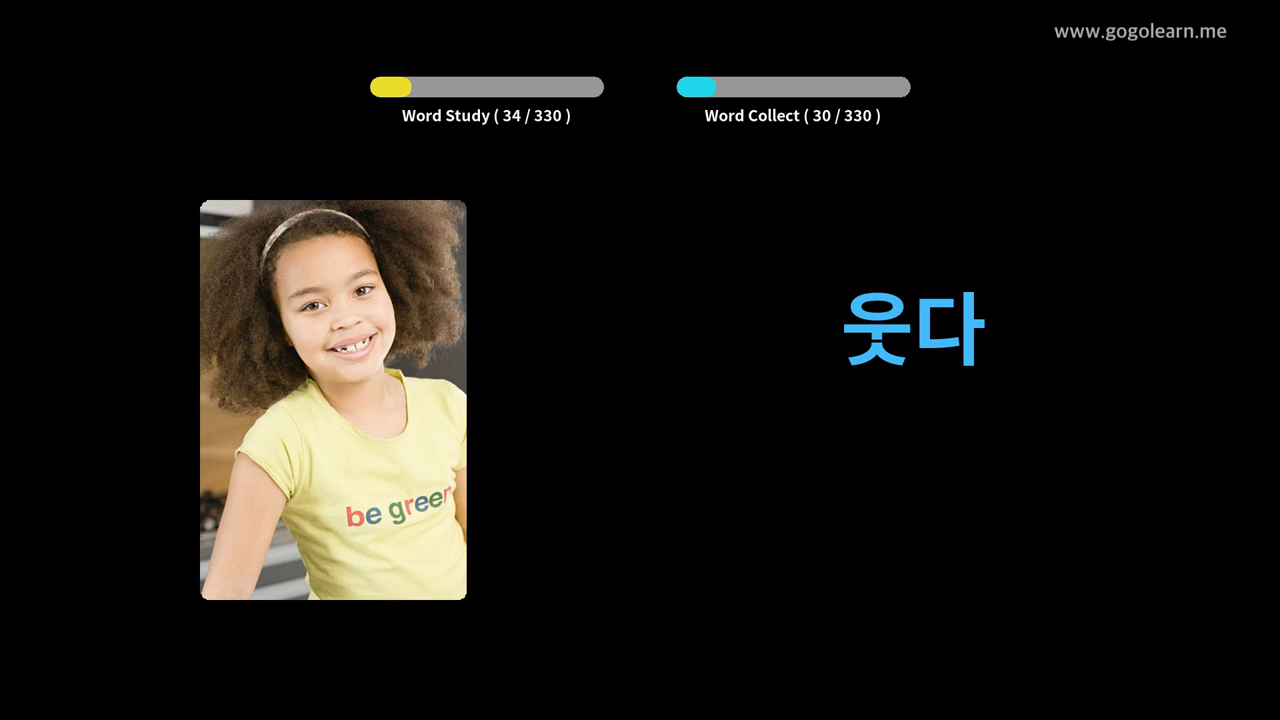 www.gogolearn.me
Word Study ( 34 / 330 )
Word Collect ( 30 / 330 )
웃다
be green